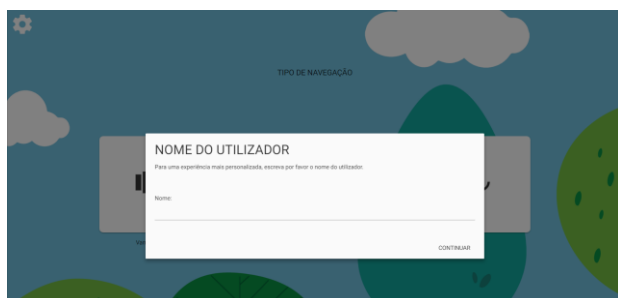 TIPO DE NAVEGAÇÃO
NOME DO UTILIZADOR
Para uma experiência mais personalizada, escreva por favor o nome do utilizador.
Nome:
CONTINUAR